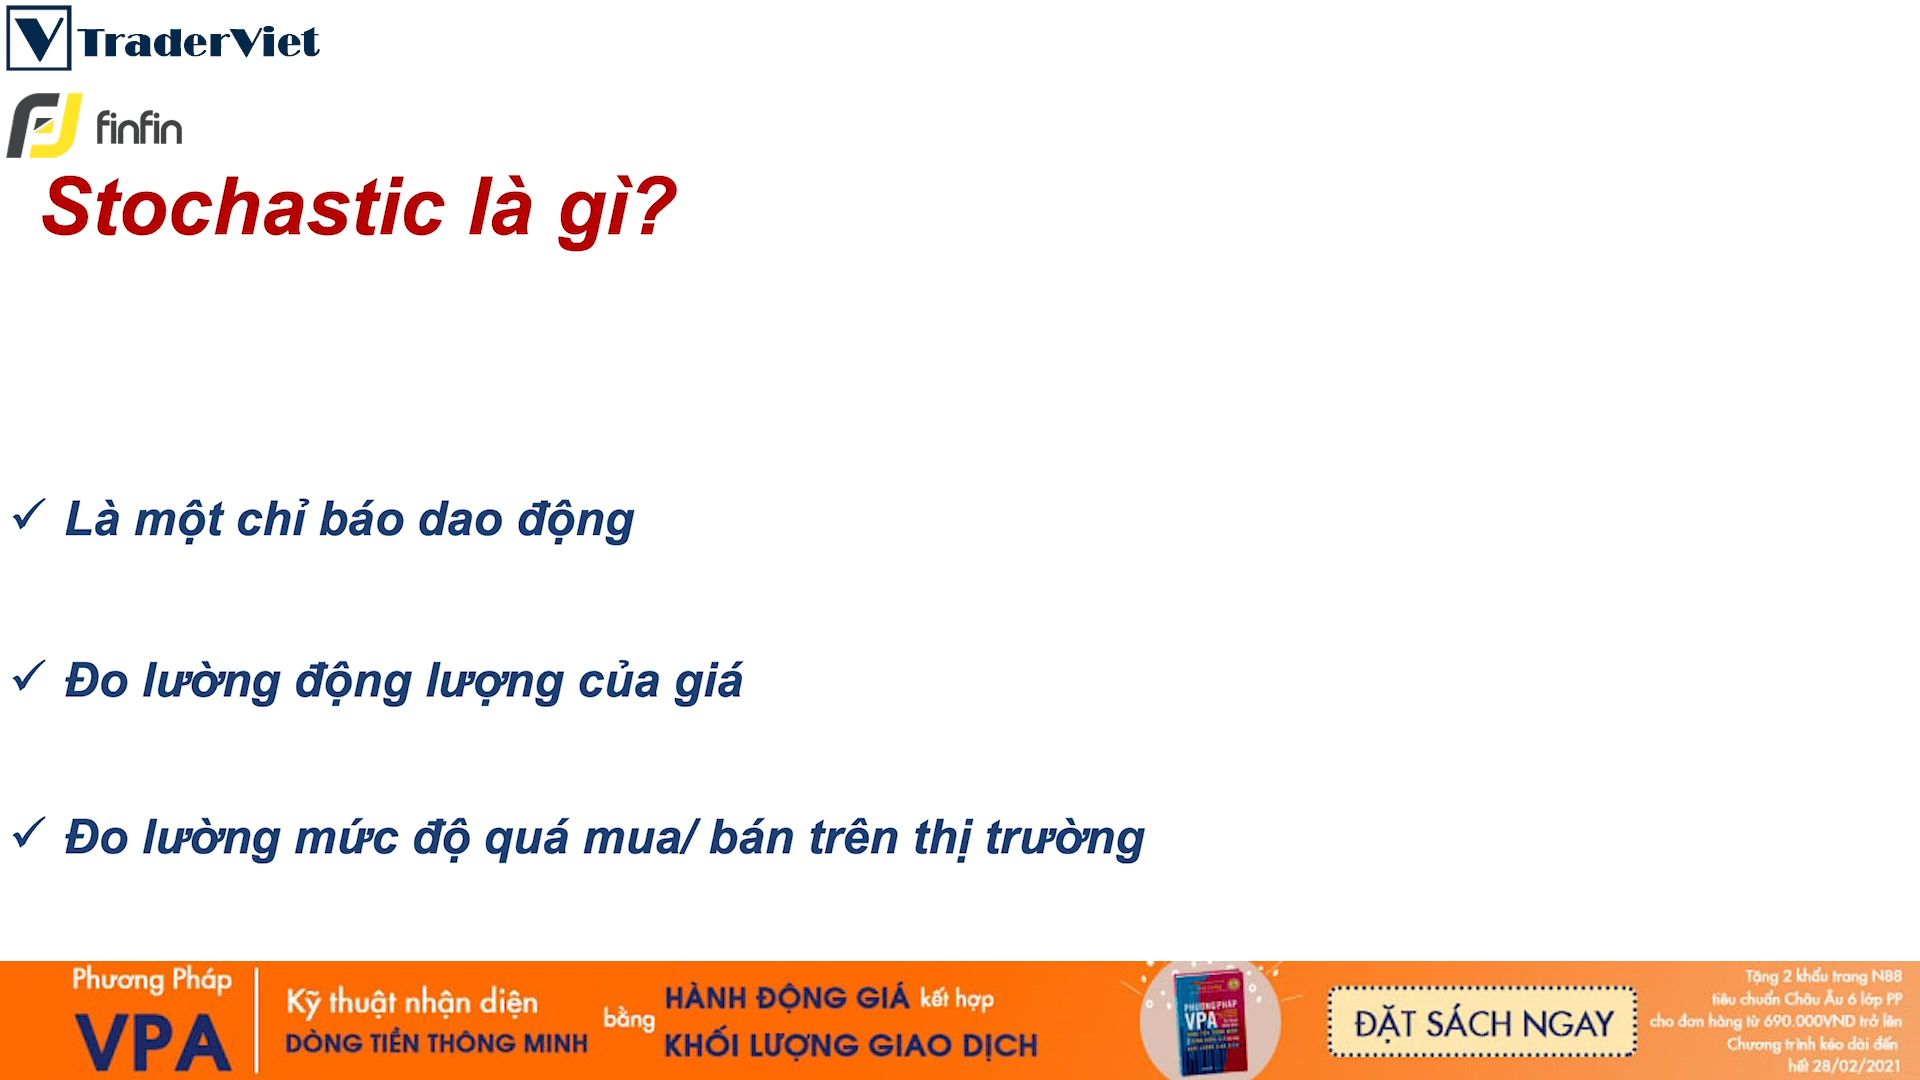 TraderViet
finfin
Stochastic là gì?
Là một chỉ báo dao động
Đo lường động lượng của giá
Đo lường mức độ quá mua/ bán trên thị trường
Phương Pháp
VPA
Kỹ thuật nhận diện
DÒNG TIỀN THÔNG MINH
bằng
HÀNH ĐỘNG GIÁ kết hợp
KHỐI LƯỢNG GIAO DỊCH
PHƯƠNG PHÁP
VPA
ĐẶT SÁCH NGAY
Tặng 2 khẩu trang N88
tiêu chuẩn Châu Âu 6 lớp PP
cho đơn hàng từ 690.000VND trở lên
Chương trình kéo dài đến
hết 28/02/2021